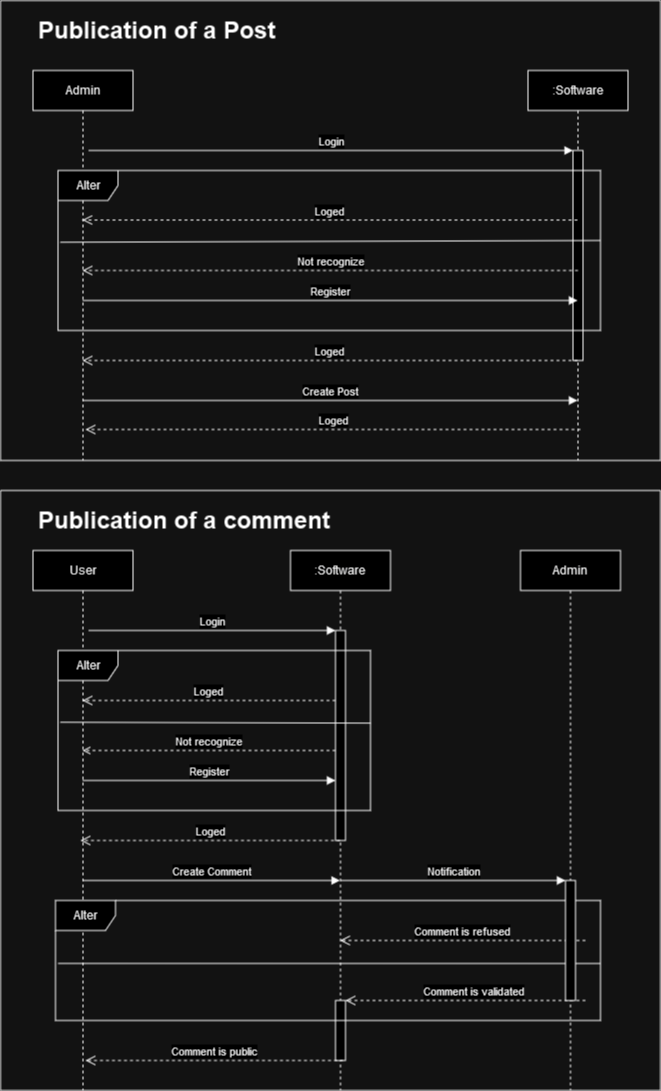 Publication of a Post
Admin
:Software
Login
Alter
Loged
Not recognize
Register
Loged
Create Post
Loged
Publication of a comment
User
:Software
Admin
Login
Alter
Loged
Not recognize
Register
Loged
Create Comment
Notification
Alter
Comment is refused
Comment is validated
Comment is public